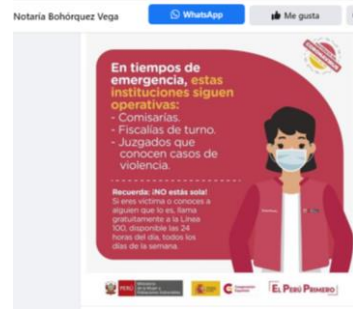 Notaría Bohórquez Vega
WhatsApp
Me gusta
En tiempos de
emergencia, estas
instituciones siguen
operativas:
- Comisarías.
- Fiscalías de turno.
- Juzgados que
conocen casos de
violencia.
Recuerda: ¡NO estás sola!
Si eres víctima o conoces a
alguien que lo es, llama
gratuitamente a la Línea
100, disponible las 24
horas del día, todos los
días de la semana.
PERÚ
EL PERÚ PRIMERO